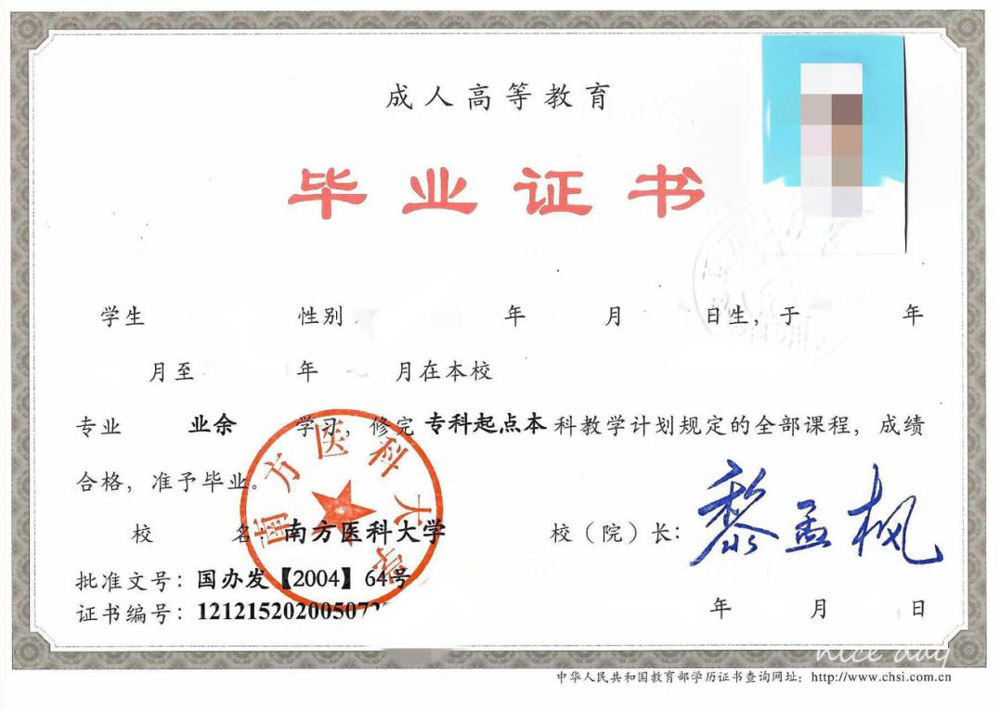 成人高等教育
毕业证书
学生 性别 年 月 日生，于 年
月至 年 月在本校
专业 业余 学习，修完 专科起点本 科教学计划规定的全部课程，成绩
合格，准予毕业。
南方医科大学
校 名：南方医科大学 校（院）长：黎孟枫
批准文号：国办发【2004】64号
证书编号：12121520200507 年 月 日
nice day
中华人民共和国教育部学历证书查询网址：http://www.chsi.com.cn